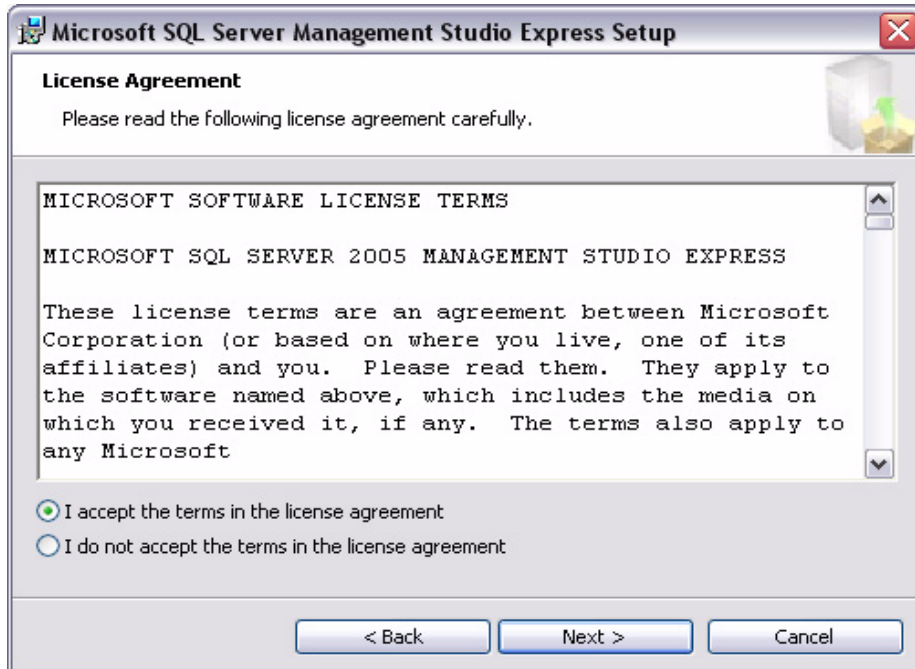 Microsoft SQL Server Management Studio Express Setup
License Agreement
Please read the following license agreement carefully.
MICROSOFT SOFTWARE LICENSE TERMS
MICROSOFT SQL SERVER 2005 MANAGEMENT STUDIO EXPRESS
These license terms are an agreement between Microsoft
Corporation (or based on where you live, one of its
affiliates) and you.  Please read them.  They apply to
the software named above, which includes the media on
which you received it, if any.  The terms also apply to
any Microsoft
I accept the terms in the license agreement
I do not accept the terms in the license agreement
< Back
Next >
Cancel